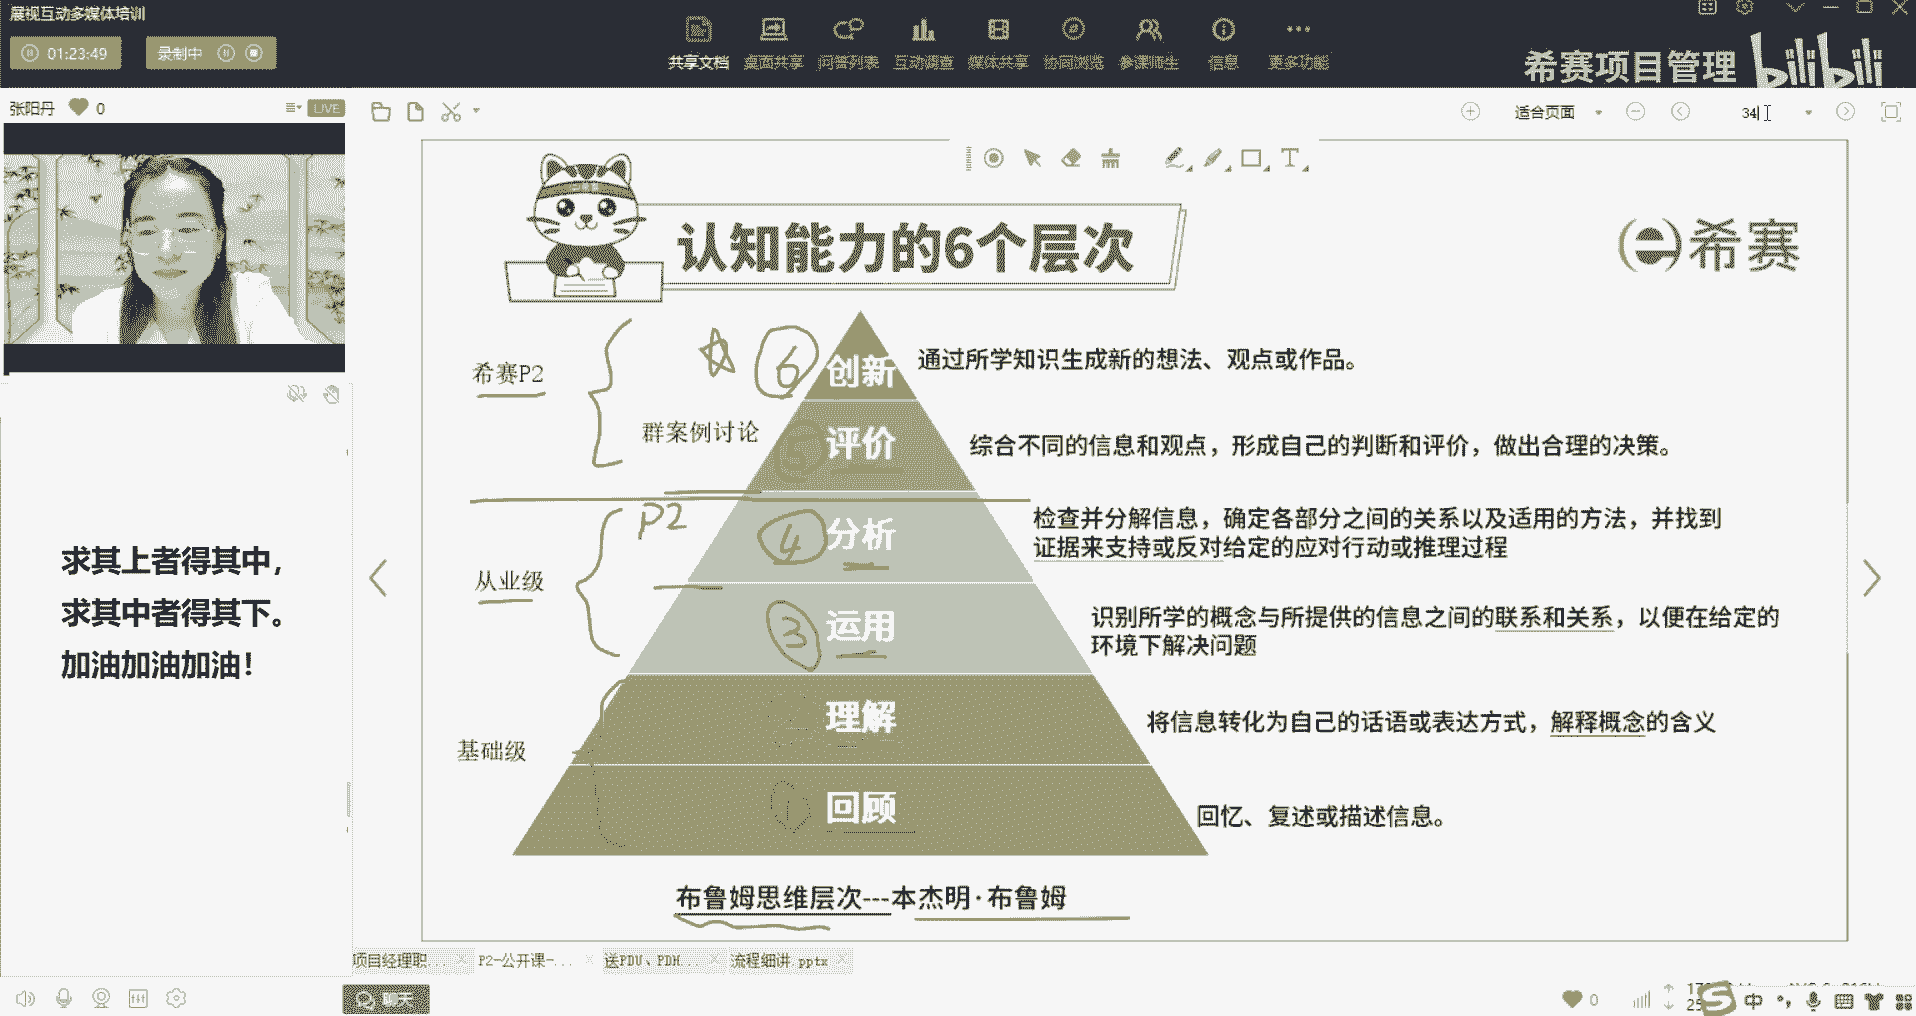 展视互动多媒体培训
01:23:49
录制中
共享文档
桌面共享
问答列表
互动调查
媒体共享
协同浏览
参课师生
信息
更多功能
希赛项目管理
bilibili
张阳丹
0
LIVE
适合页面
34
求其上者得其中，
求其中者得其下。
加油加油加油！
认知能力的6个层次
希赛
希赛P2
群案例讨论
⑥
创新
通过所学知识生成新的想法、观点或作品。
⑤
评价
综合不同的信息和观点，形成自己的判断和评价，做出合理的决策。
从业级
P2
④
分析
检查并分解信息，确定各部分之间的关系以及适用的方法，并找到
证据来支持或反对给定的应对行动或推理过程
③
运用
识别所学的概念与所提供的信息之间的联系和关系，以便在给定的
环境下解决问题
基础级
理解
将信息转化为自己的话语或表达方式，解释概念的含义
①
回顾
回忆、复述或描述信息。
布鲁姆思维层次---本杰明·布鲁姆
项目经理职...
P2-公开课-...
送PDU、PDH...
流程细讲.pptx
聊天
0
中